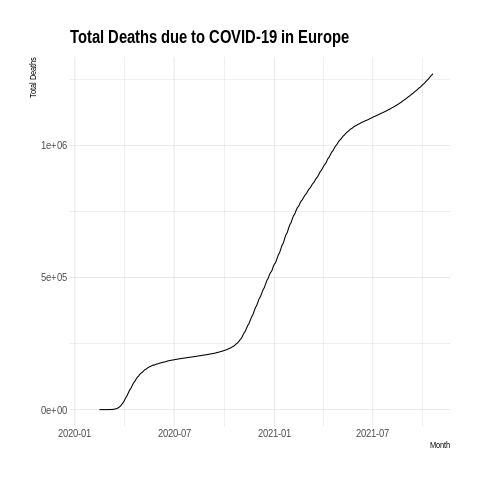 Total Deaths due to COVID-19 in Europe
Total Deaths
1e+06
5e+05
0e+00
2020-01 2020-07 2021-01 2021-07
Month